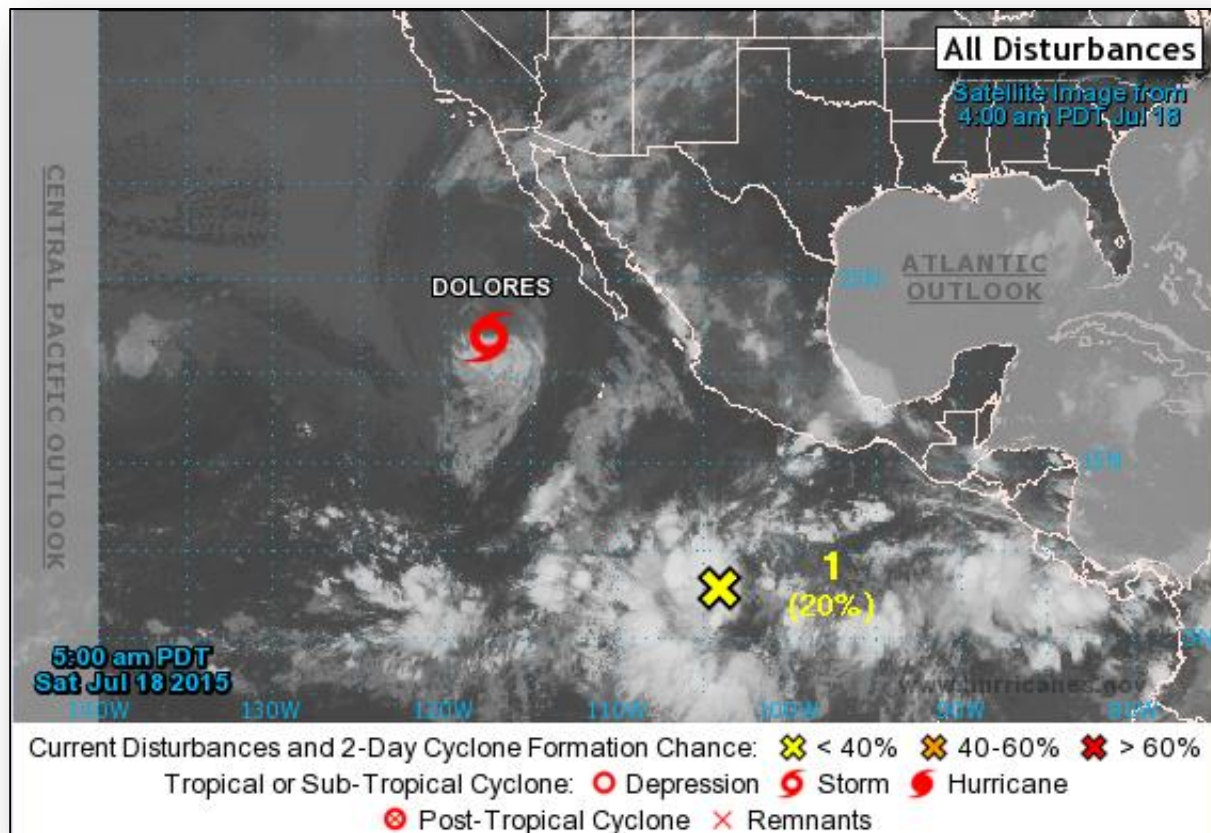 All Disturbances
Satellite Image from
4:00 am PDT Jul 18
CENTRAL PACIFIC OUTLOOK
DOLORES
ATLANTIC
OUTLOOK
25N
15N
1
(20%)
5N
5:00 am PDT
Sat Jul 18 2015
www.hurricanes.gov
140W 130W 120W 110W 100W 90W 80W
Current Disturbances and 2-Day Cyclone Formation Chance: < 40% 40-60% > 60%
Tropical or Sub-Tropical Cyclone: Depression Storm Hurricane
Post-Tropical Cyclone Remnants